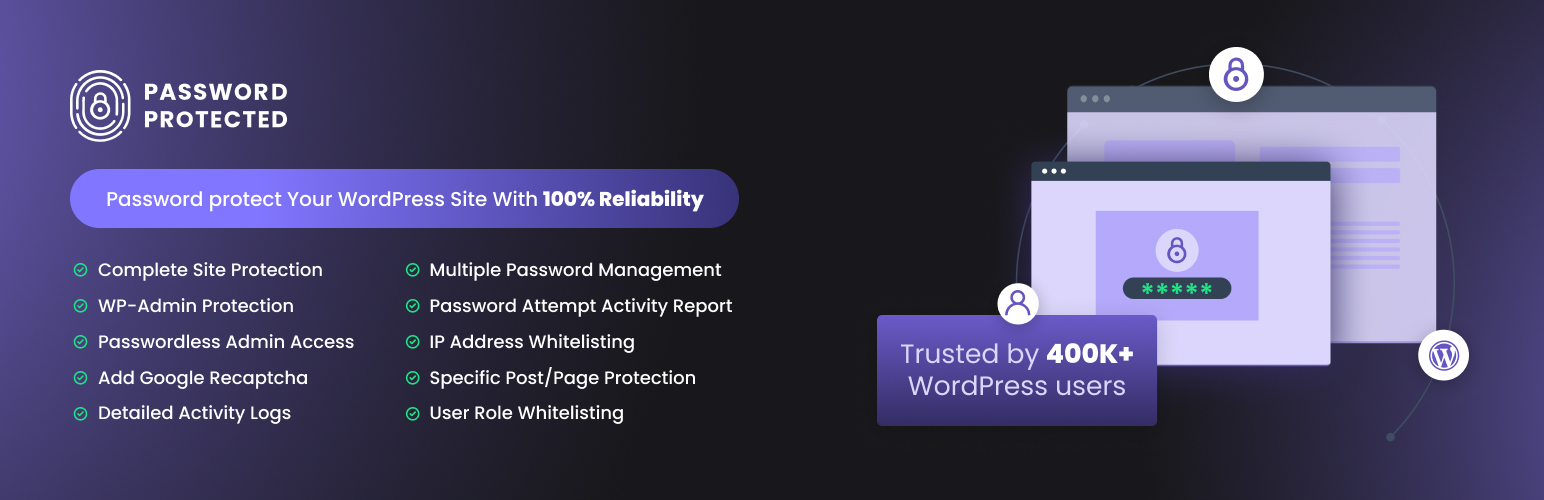 PASSWORD
PROTECTED
Password protect Your WordPress Site With 100% Reliability
Complete Site Protection
WP-Admin Protection
Passwordless Admin Access
Add Google Recaptcha
Detailed Activity Logs
Multiple Password Management
Password Attempt Activity Report
IP Address Whitelisting
Specific Post/Page Protection
User Role Whitelisting
*****
Trusted by 400K+
WordPress users